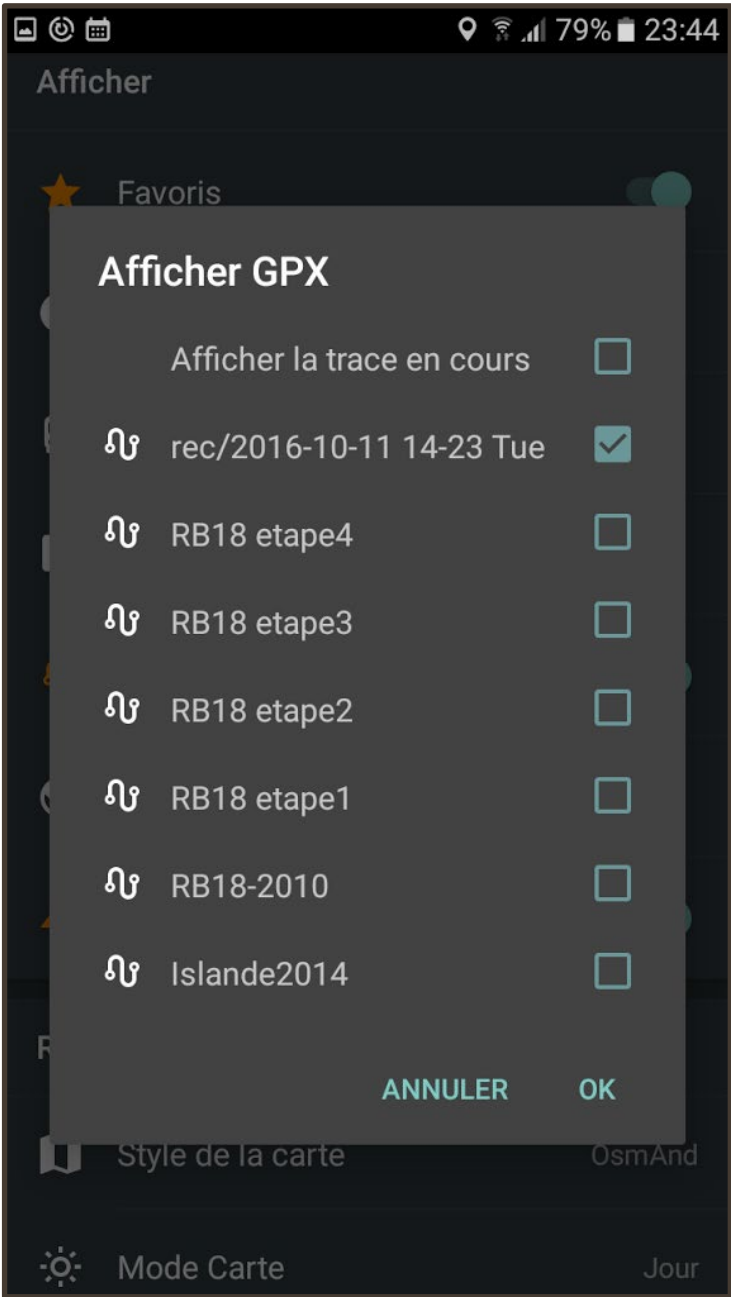 79% 23:44
Afficher
Favoris
Afficher GPX
Afficher la trace en cours
rec/2016-10-11 14-23 Tue
RB18 etape4
RB18 etape3
RB18 etape2
RB18 etape1
RB18-2010
Islande2014
R
ANNULER OK
Style de la carte OsmAnd
Mode Carte Jour